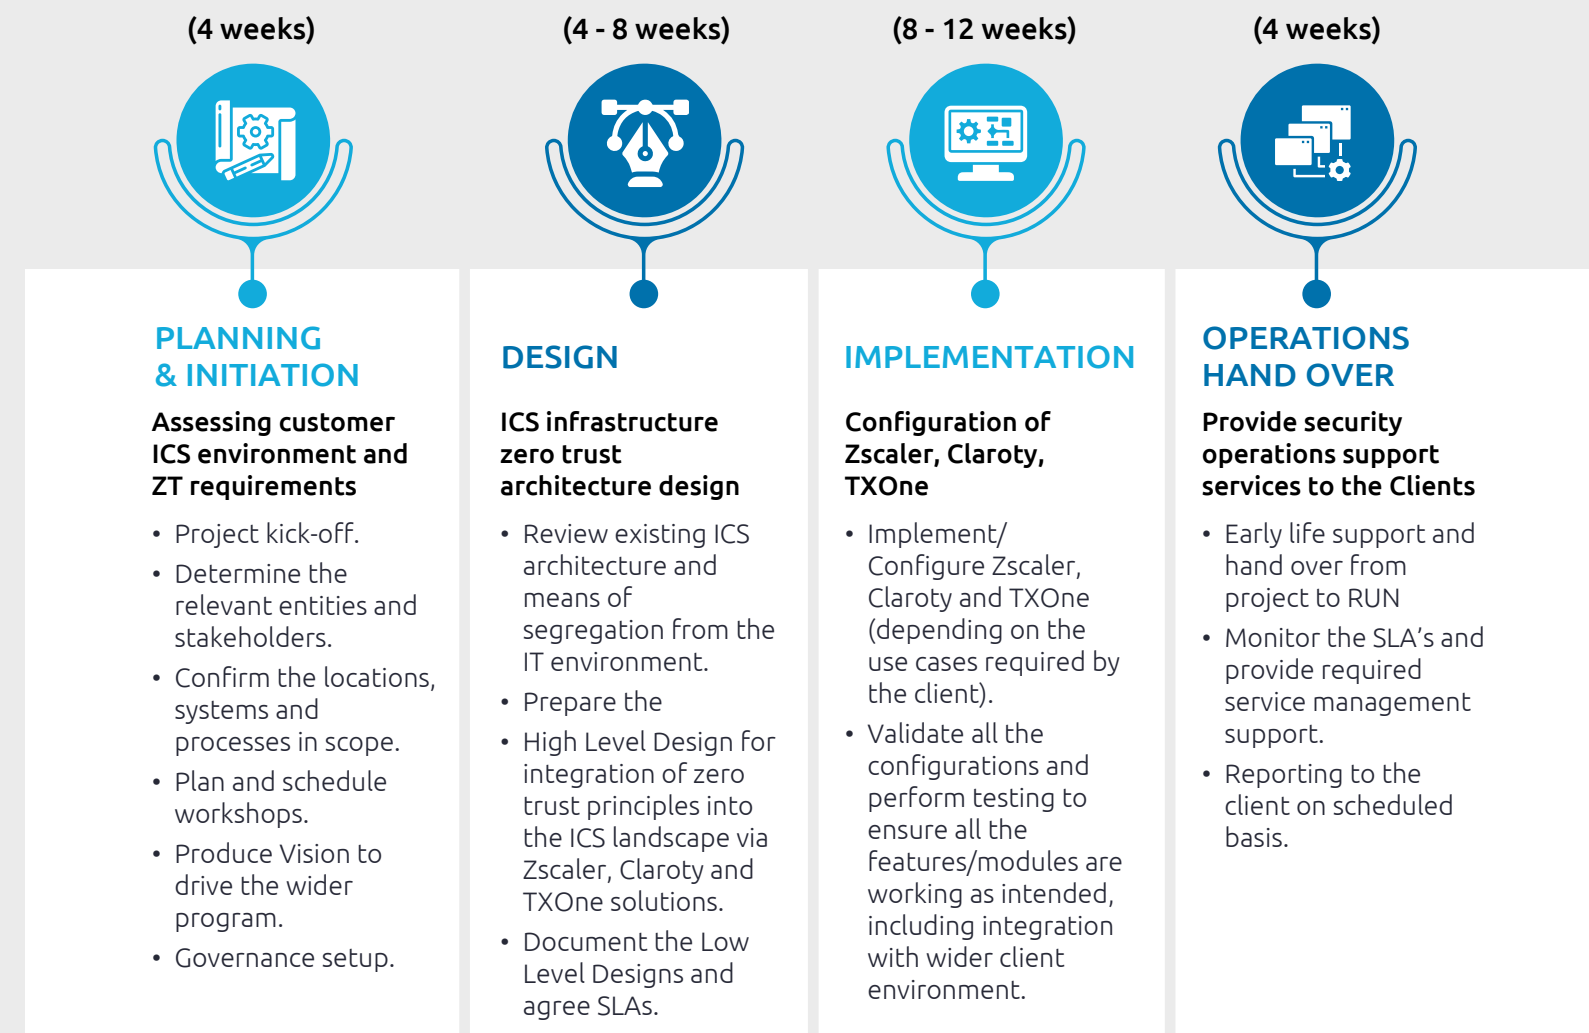 (4 weeks)
PLANNING
& INITIATION
Assessing customer
ICS environment and
ZT requirements
• Project kick-off.
• Determine the
relevant entities and
stakeholders.
• Confirm the locations,
systems and
processes in scope.
• Plan and schedule
workshops.
• Produce Vision to
drive the wider
program.
• Governance setup.
(4 - 8 weeks)
DESIGN
ICS infrastructure
zero trust
architecture design
• Review existing ICS
architecture and
means of
segregation from the
IT environment.
• Prepare the
• High Level Design for
integration of zero
trust principles into
the ICS landscape via
Zscaler, Claroty and
TXOne solutions.
• Document the Low
Level Designs and
agree SLAs.
(8 - 12 weeks)
IMPLEMENTATION
Configuration of
Zscaler, Claroty,
TXOne
• Implement/
Configure Zscaler,
Claroty and TXOne
(depending on the
use cases required by
the client).
• Validate all the
configurations and
perform testing to
ensure all the
features/modules are
working as intended,
including integration
with wider client
environment.
(4 weeks)
OPERATIONS
HAND OVER
Provide security
operations support
services to the Clients
• Early life support and
hand over from
project to RUN
• Monitor the SLA’s and
provide required
service management
support.
• Reporting to the
client on scheduled
basis.